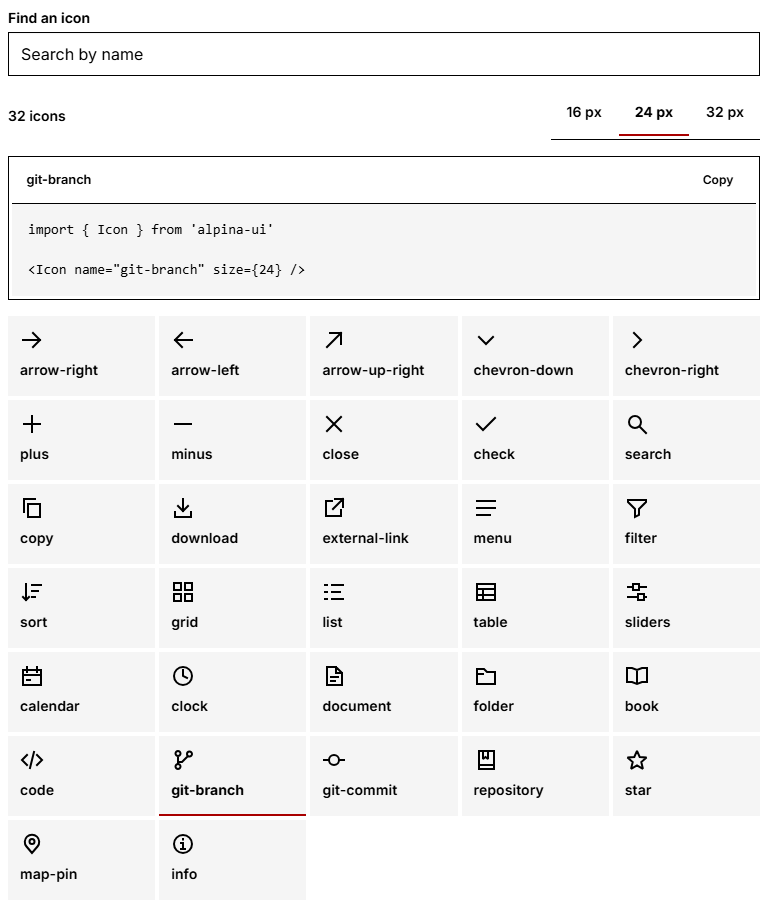 Find an icon
Search by name
32 icons
16 px 24 px 32 px
git-branch Copy
import { Icon } from 'alpina-ui'
<Icon name="git-branch" size={24} />
arrow-right arrow-left arrow-up-right chevron-down chevron-right
plus minus close check search
copy download external-link menu filter
sort grid list table sliders
calendar clock document folder book
code git-branch git-commit repository star
map-pin info